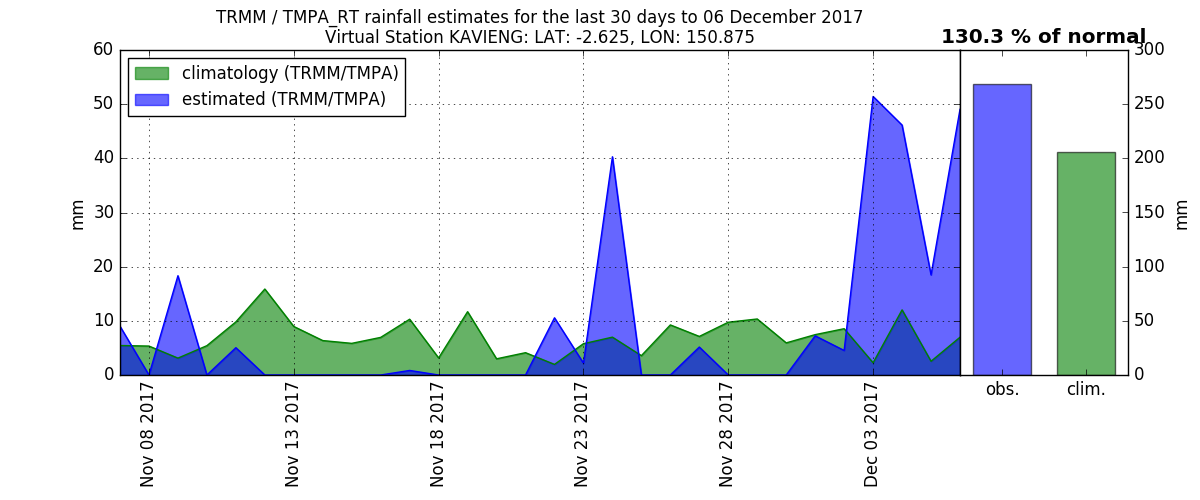 TRMM / TMPA_RT rainfall estimates for the last 30 days to 06 December 2017
Virtual Station KAVIENG: LAT: -2.625, LON: 150.875
130.3 % of normal
climatology (TRMM/TMPA)
estimated (TRMM/TMPA)
60
50
40
30
20
10
0
mm
Nov 08 2017
Nov 13 2017
Nov 18 2017
Nov 23 2017
Nov 28 2017
Dec 03 2017
300
250
200
150
100
50
0
mm
obs.
clim.